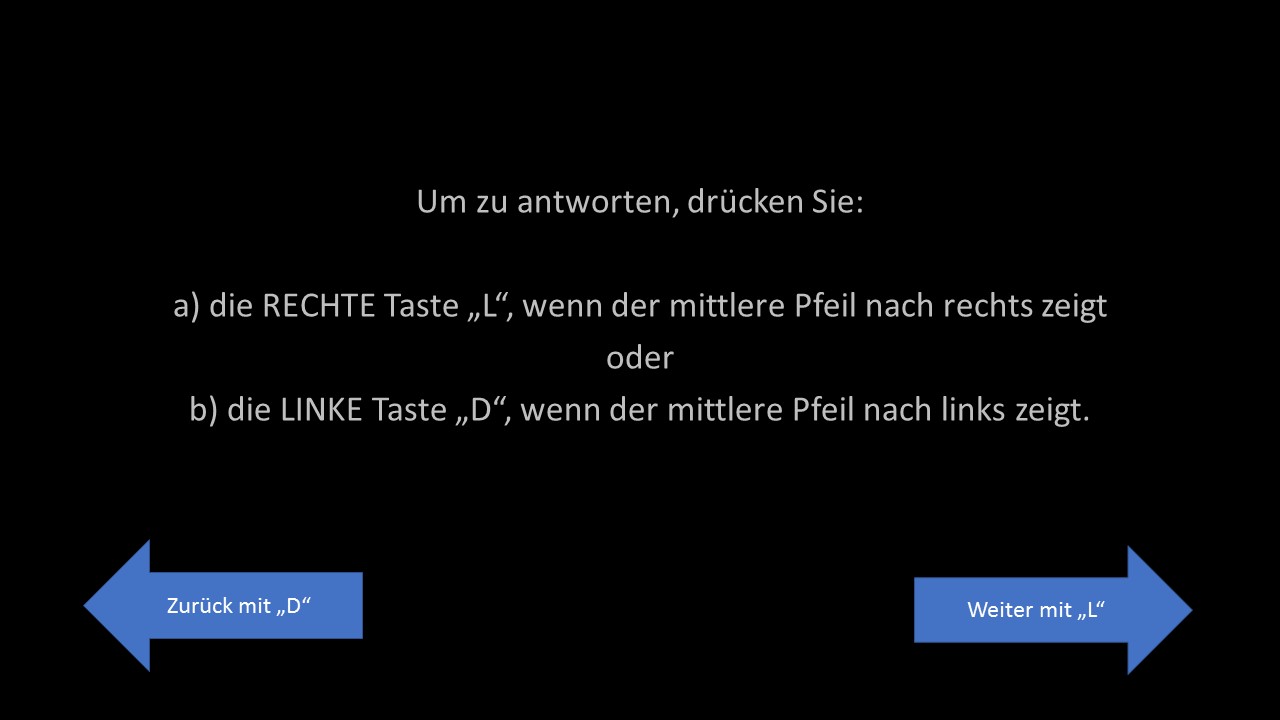 Um zu antworten, drücken Sie:
a) die RECHTE Taste „L“, wenn der mittlere Pfeil nach rechts zeigt
oder
b) die LINKE Taste „D“, wenn der mittlere Pfeil nach links zeigt.
Zurück mit „D“
Weiter mit „L“